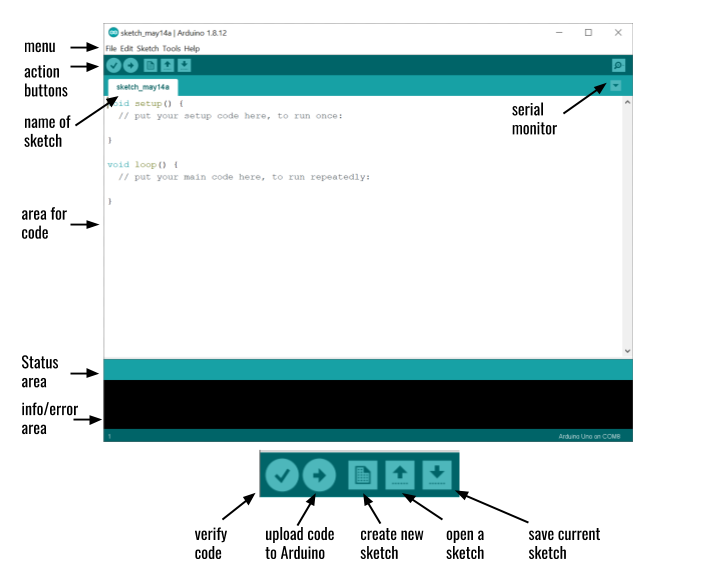 sketch_may14a | Arduino 1.8.12
File Edit Sketch Tools Help
menu
action
buttons
sketch_may14a
name of
sketch
serial
monitor
void setup() {
// put your setup code here, to run once:
}
void loop() {
// put your main code here, to run repeatedly:
}
area for
code
Status
area
info/error
area
1
Arduino Uno on COM8
verify
code
upload code
to Arduino
create new
sketch
open a
sketch
save current
sketch